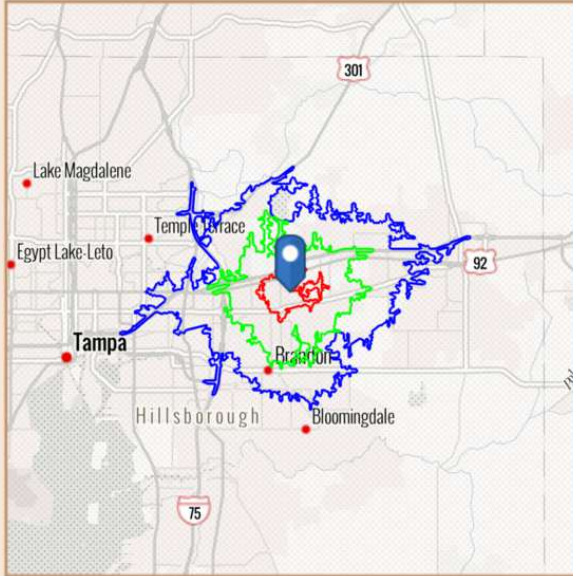 301
Lake Magdalene
Temple Terrace
Egypt Lake-Leto
92
Tampa
Brandon
Hillsborough
Bloomingdale
75